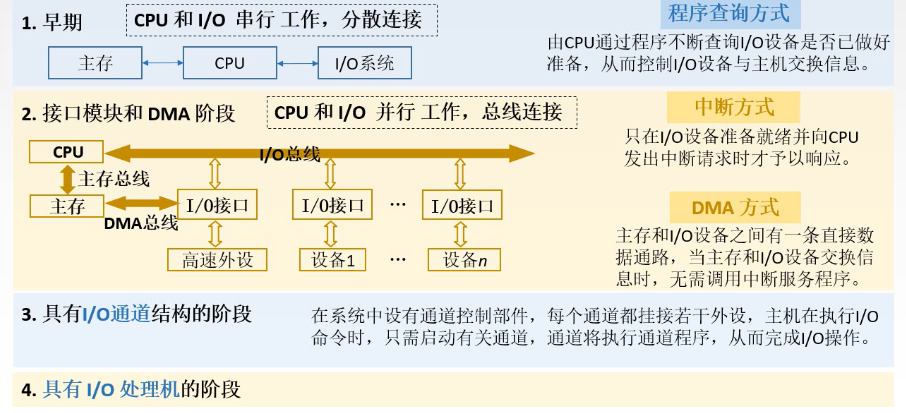 1. 早期
CPU 和 I/O 串行 工作，分散连接
程序查询方式
主存
CPU
I/O系统
由CPU通过程序不断查询I/O设备是否已做好
准备，从而控制I/O设备与主机交换信息。
2. 接口模块和 DMA 阶段
CPU 和 I/O 并行 工作，总线连接
中断方式
只在I/O设备准备就绪并向CPU
发出中断请求时才予以响应。
CPU
I/O总线
主存总线
主存
DMA总线
I/O接口
I/O接口
…
I/O接口
高速外设
设备1
…
设备n
DMA 方式
主存和I/O设备之间有一条直接数
据通路，当主存和I/O设备交换信
息时，无需调用中断服务程序。
3. 具有I/O通道结构的阶段
在系统中设有通道控制部件，每个通道都挂接若干外设，主机在执行I/O
命令时，只需启动有关通道，通道将执行通道程序，从而完成I/O操作。
4. 具有 I/O 处理机的阶段